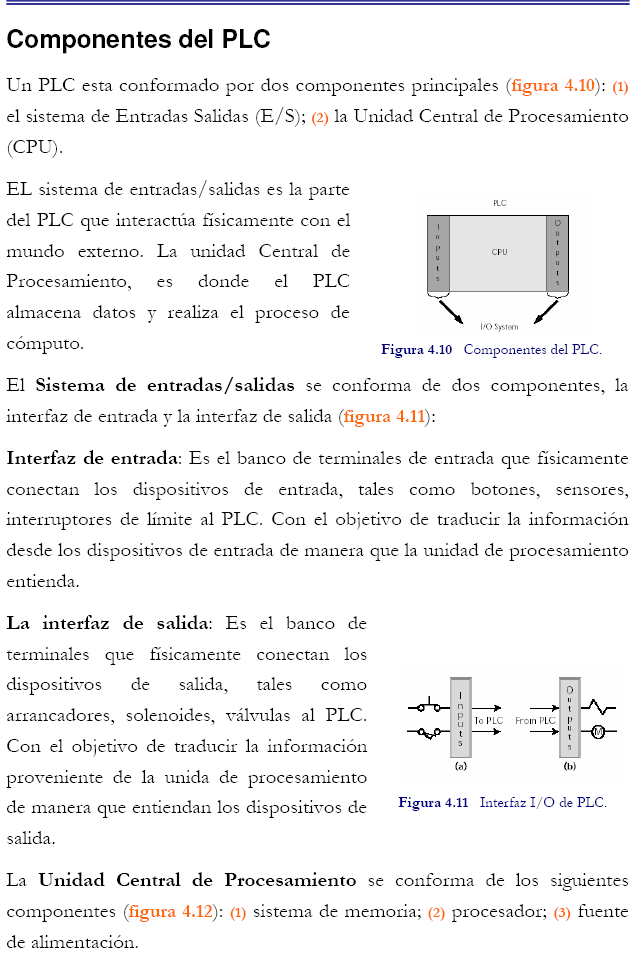 Componentes del PLC
Un PLC esta conformado por dos componentes principales (figura 4.10): (1)
el sistema de Entradas Salidas (E/S); (2) la Unidad Central de Procesamiento
(CPU).
EL sistema de entradas/salidas es la parte
del PLC que interactúa físicamente con el
mundo externo. La unidad Central de
Procesamiento, es donde el PLC
almacena datos y realiza el proceso de
cómputo.
PLC
Inputs
CPU
Outputs
I/O System
Figura 4.10 Componentes del PLC.
El Sistema de entradas/salidas se conforma de dos componentes, la
interfaz de entrada y la interfaz de salida (figura 4.11):
Interfaz de entrada: Es el banco de terminales de entrada que físicamente
conectan los dispositivos de entrada, tales como botones, sensores,
interruptores de límite al PLC. Con el objetivo de traducir la información
desde los dispositivos de entrada de manera que la unidad de procesamiento
entienda.
La interfaz de salida: Es el banco de
terminales que físicamente conectan los
dispositivos de salida, tales como
arrancadores, solenoides, válvulas al PLC.
Con el objetivo de traducir la información
proveniente de la unida de procesamiento
de manera que entiendan los dispositivos de
salida.
Inputs
To PLC
From PLC
Outputs
M
(a)
(b)
Figura 4.11 Interfaz I/O de PLC.
La Unidad Central de Procesamiento se conforma de los siguientes
componentes (figura 4.12): (1) sistema de memoria; (2) procesador; (3) fuente
de alimentación.